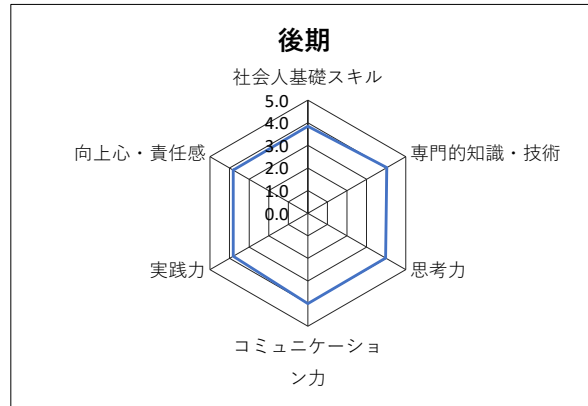 後期
社会人基礎スキル
5.0
4.0
3.0
2.0
1.0
0.0
専門的知識・技術
思考力
コミュニケーショ
ン力
実践力
向上心・責任感